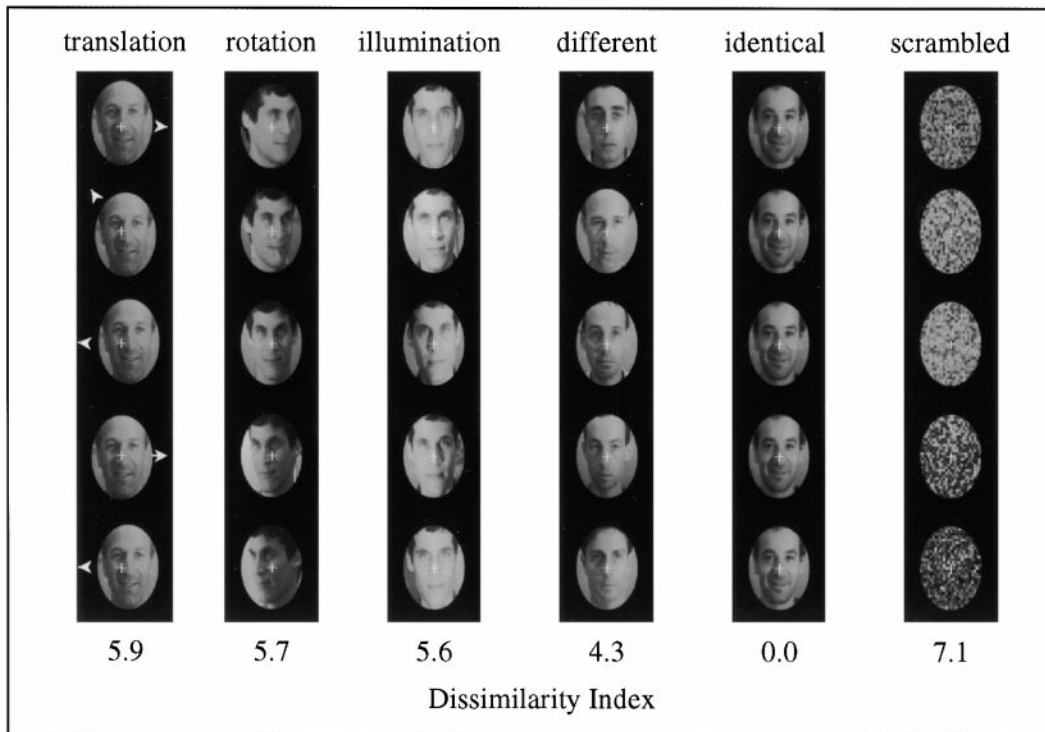 translation rotation illumination different identical scrambled
5.9 5.7 5.6 4.3 0.0 7.1
Dissimilarity Index